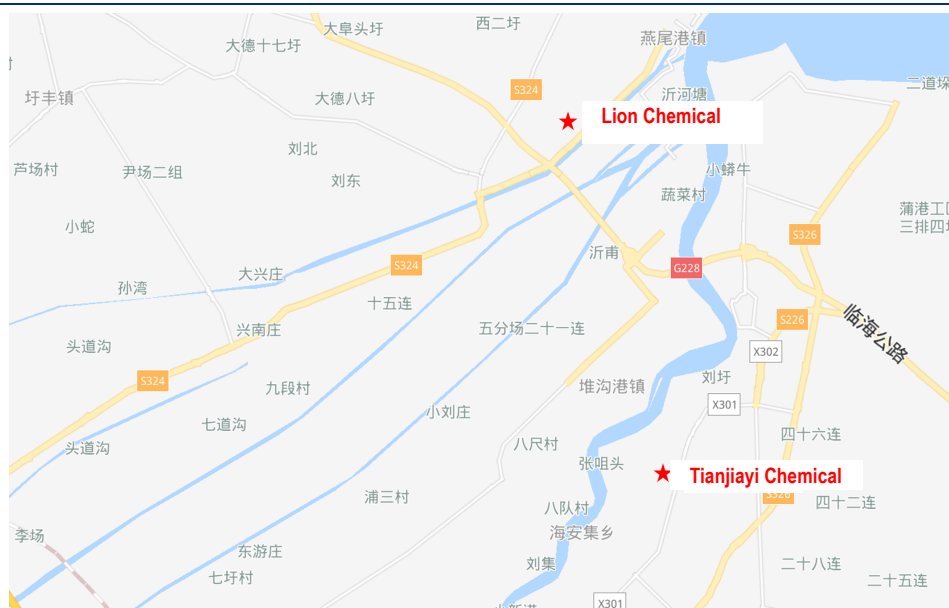 大阜头圩
西二圩
燕尾港镇
大德十七圩
二道垛
S324
圩丰镇
大德八圩
沂河塘
Lion Chemical
刘北
芦场村
尹场二组
刘东
小蟒牛
蔬菜村
蒲港工
三排四
小蛇
S326
沂甫
S324
G228
大兴庄
孙湾
十五连
临海公路
S226
兴南庄
五分场二十一连
头道沟
X302
刘圩
S324
九段村
堆沟港镇
X301
小刘庄
七道沟
四十六连
头道沟
八尺村
张咀头
Tianjiayi Chemical
S326
浦三村
四十二连
八队村
李场
海安集乡
东游庄
刘集
二十八连
七圩村
二十五连
X301